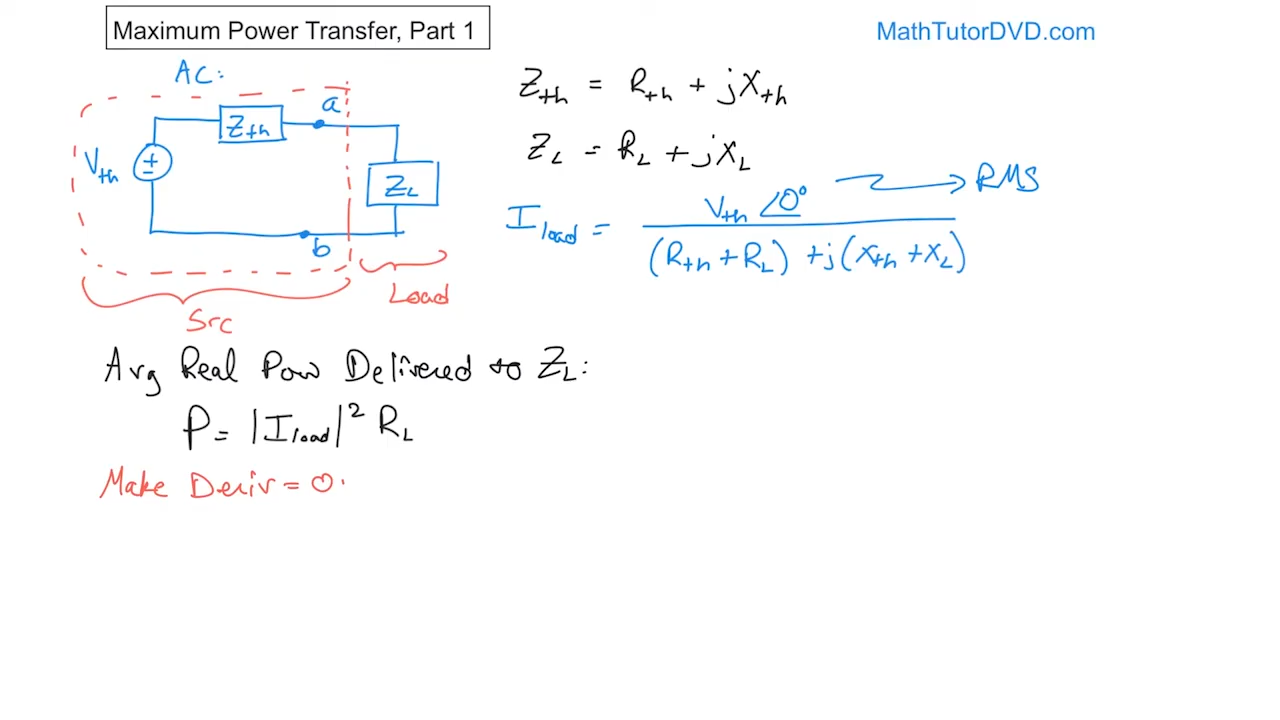 Maximum Power Transfer, Part 1
MathTutorDVD.com
AC:
a
Zth
Vth
+
-
ZL
b
Src
Load
Zth = Rth + jXth
ZL = RL + jXL
Iload = Vth ∠0° / (Rth + RL) + j(Xth + XL)
RMS
Avg Real Pow Delivered to ZL:
P = |Iload|² RL
Make Deriv = 0.